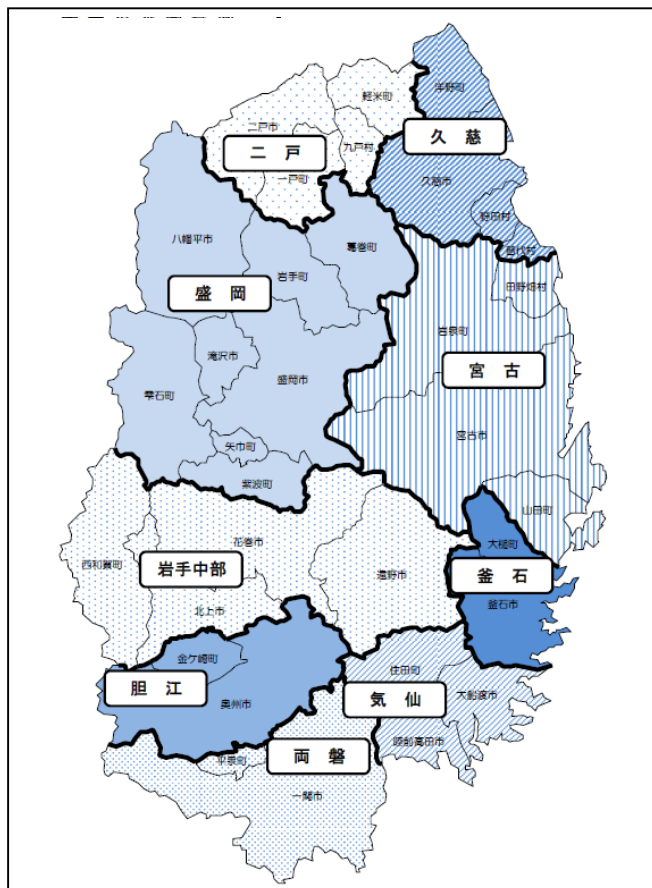 洋野町
軽米町
二戸市
久慈
九戸村
二戸
一戸町
久慈市
野田村
普代村
葛巻町
八幡平市
田野畑村
岩手町
盛岡
岩泉町
滝沢市
宮古
盛岡市
雫石町
宮古市
矢巾町
紫波町
山田町
花巻市
大槌町
西和賀町
岩手中部
遠野市
釜石
釜石市
北上市
金ケ崎町
住田町
胆江
気仙
大船渡市
奥州市
陸前高田市
両磐
平泉町
一関市